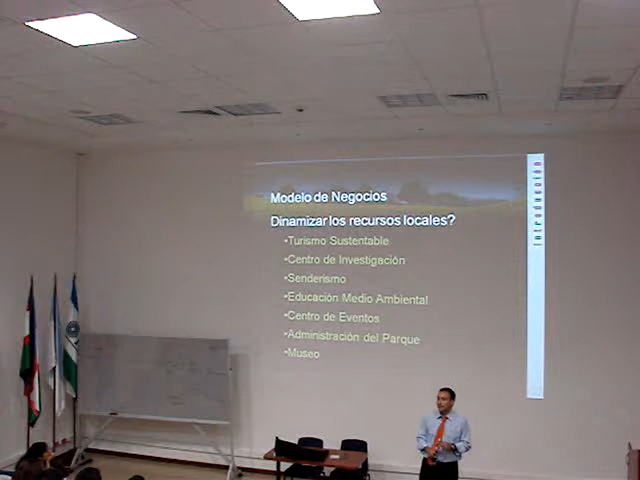 Modelo de Negocios
Dinamizar los recursos locales?
•Turismo Sustentable
•Centro de Investigación
•Senderismo
•Educación Medio Ambiental
•Centro de Eventos
•Administración del Parque
•Museo
Introducción